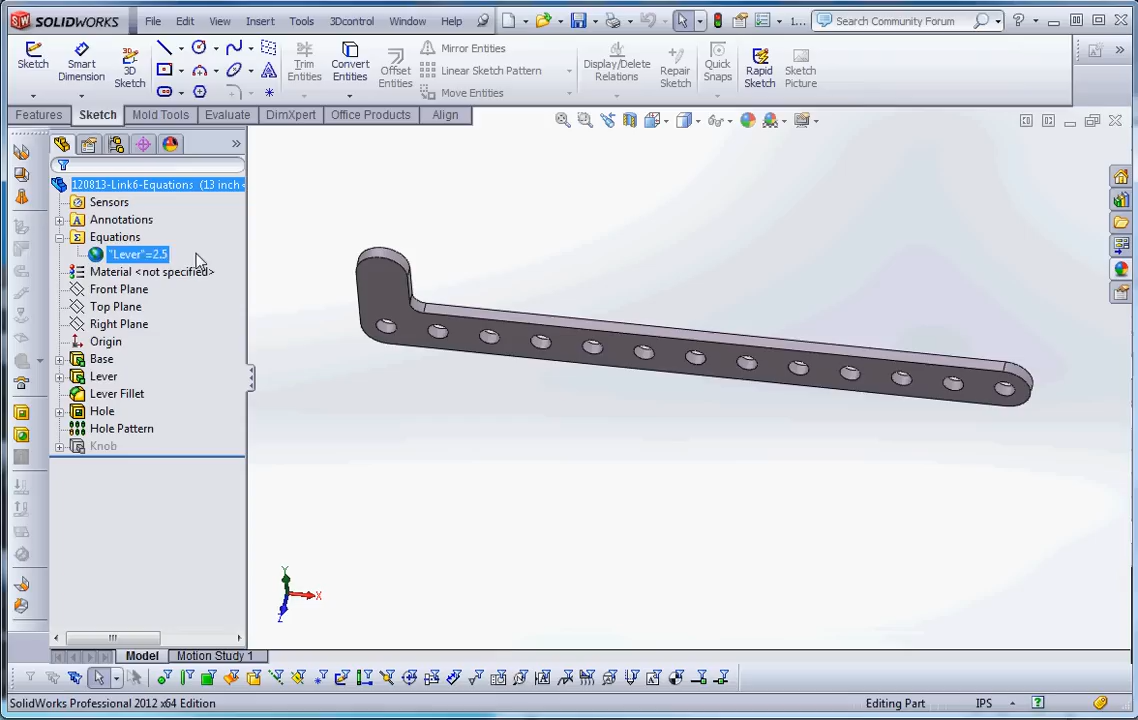 SOLIDWORKS File Edit View Insert Tools 3Dcontrol Window Help 1... Search Community Forum
Sketch Smart Dimension 3D Sketch Trim Entities Convert Entities Offset Entities Mirror Entities Display/Delete Relations Repair Sketch Quick Snaps Rapid Sketch Sketch Picture
Linear Sketch Pattern
Move Entities
Features Sketch Mold Tools Evaluate DimXpert Office Products Align
120813-Link6-Equations (13 inch
Sensors
Annotations
Equations
"Lever"=2.5
Material <not specified>
Front Plane
Top Plane
Right Plane
Origin
Base
Lever
Lever Fillet
Hole
Hole Pattern
Knob
Y
X
Z
Model Motion Study 1
SolidWorks Professional 2012 x64 Edition Editing Part IPS